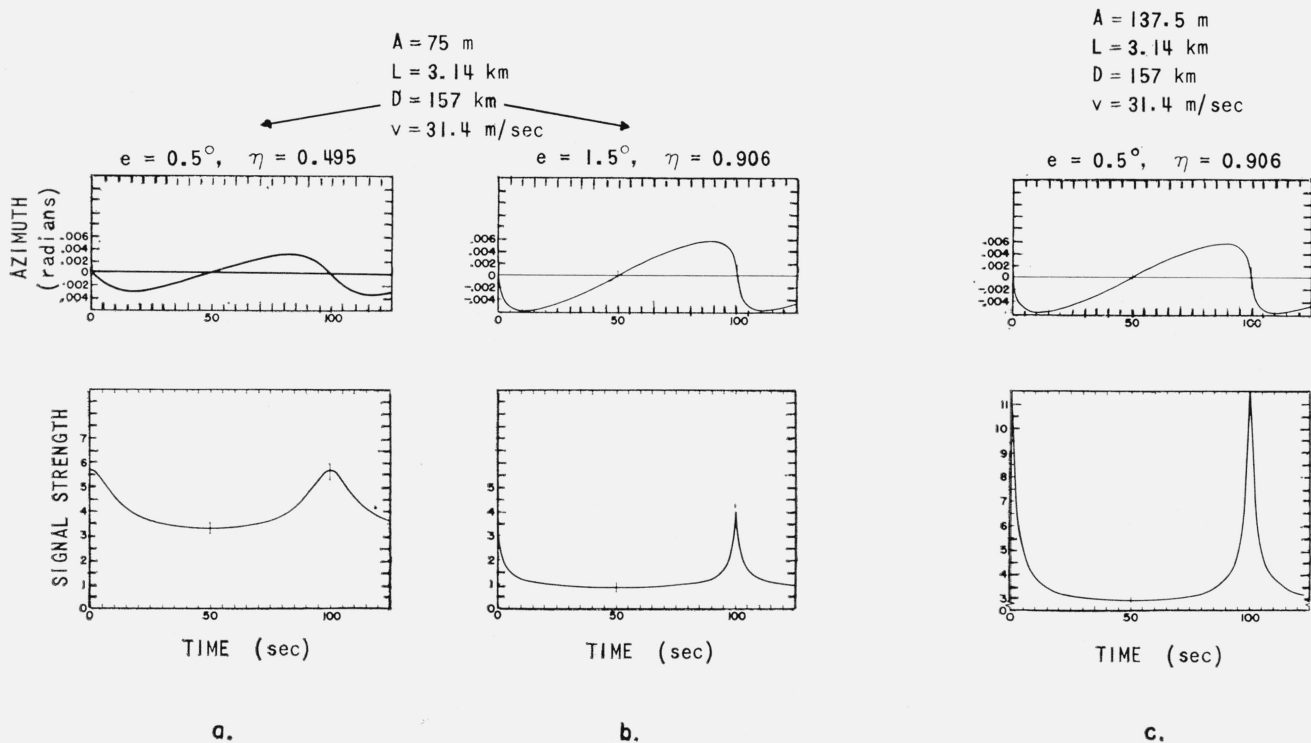 A = 75 m
L = 3.14 km
D = 157 km
v = 31.4 m/sec
A = 137.5 m
L = 3.14 km
D = 157 km
v = 31.4 m/sec
e = 0.5°, η = 0.495
e = 1.5°, η = 0.906
e = 0.5°, η = 0.906
AZIMUTH
(radians)
.006
.004
.002
0
-.002
.004
0 50 100
.006
.004
.002
0
-.002
-.004
0 50 100
.006
.004
.002
0
-.002
-.004
0 50 100
SIGNAL STRENGTH
7
6
5
4
3
2
1
0
0 50 100
5
4
3
2
1
0
0 50 100
11
10
9
8
7
6
5
4
3
0
0 50 100
TIME (sec)
TIME (sec)
TIME (sec)
a.
b.
c.